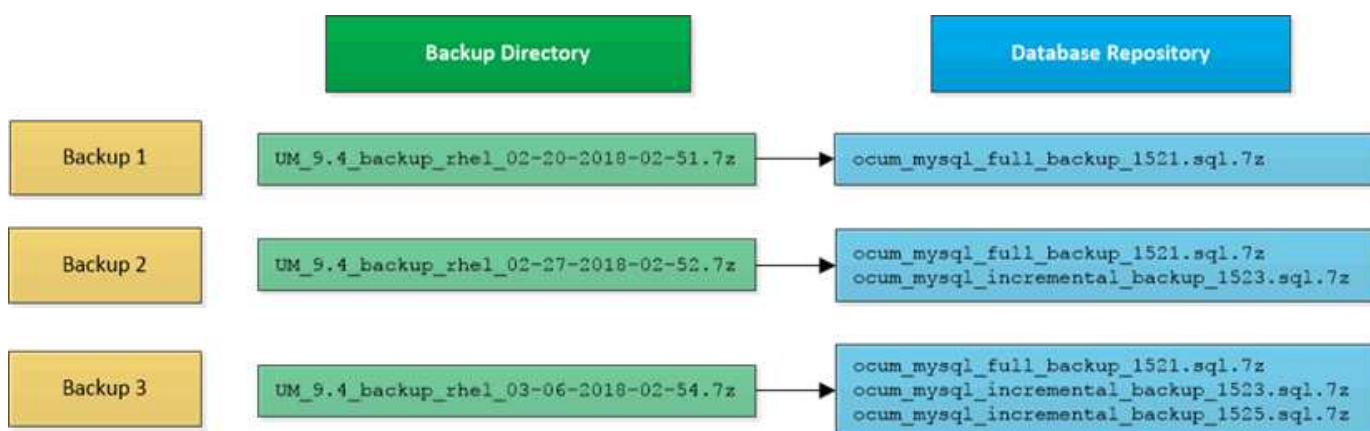 Backup Directory
Database Repository
Backup 1
UM_9.4_backup_rhel_02-20-2018-02-51.7z
ocum_mysql_full_backup_1521.sql.7z
Backup 2
UM_9.4_backup_rhel_02-27-2018-02-52.7z
ocum_mysql_full_backup_1521.sql.7z
ocum_mysql_incremental_backup_1523.sql.7z
Backup 3
UM_9.4_backup_rhel_03-06-2018-02-54.7z
ocum_mysql_full_backup_1521.sql.7z
ocum_mysql_incremental_backup_1523.sql.7z
ocum_mysql_incremental_backup_1525.sql.7z